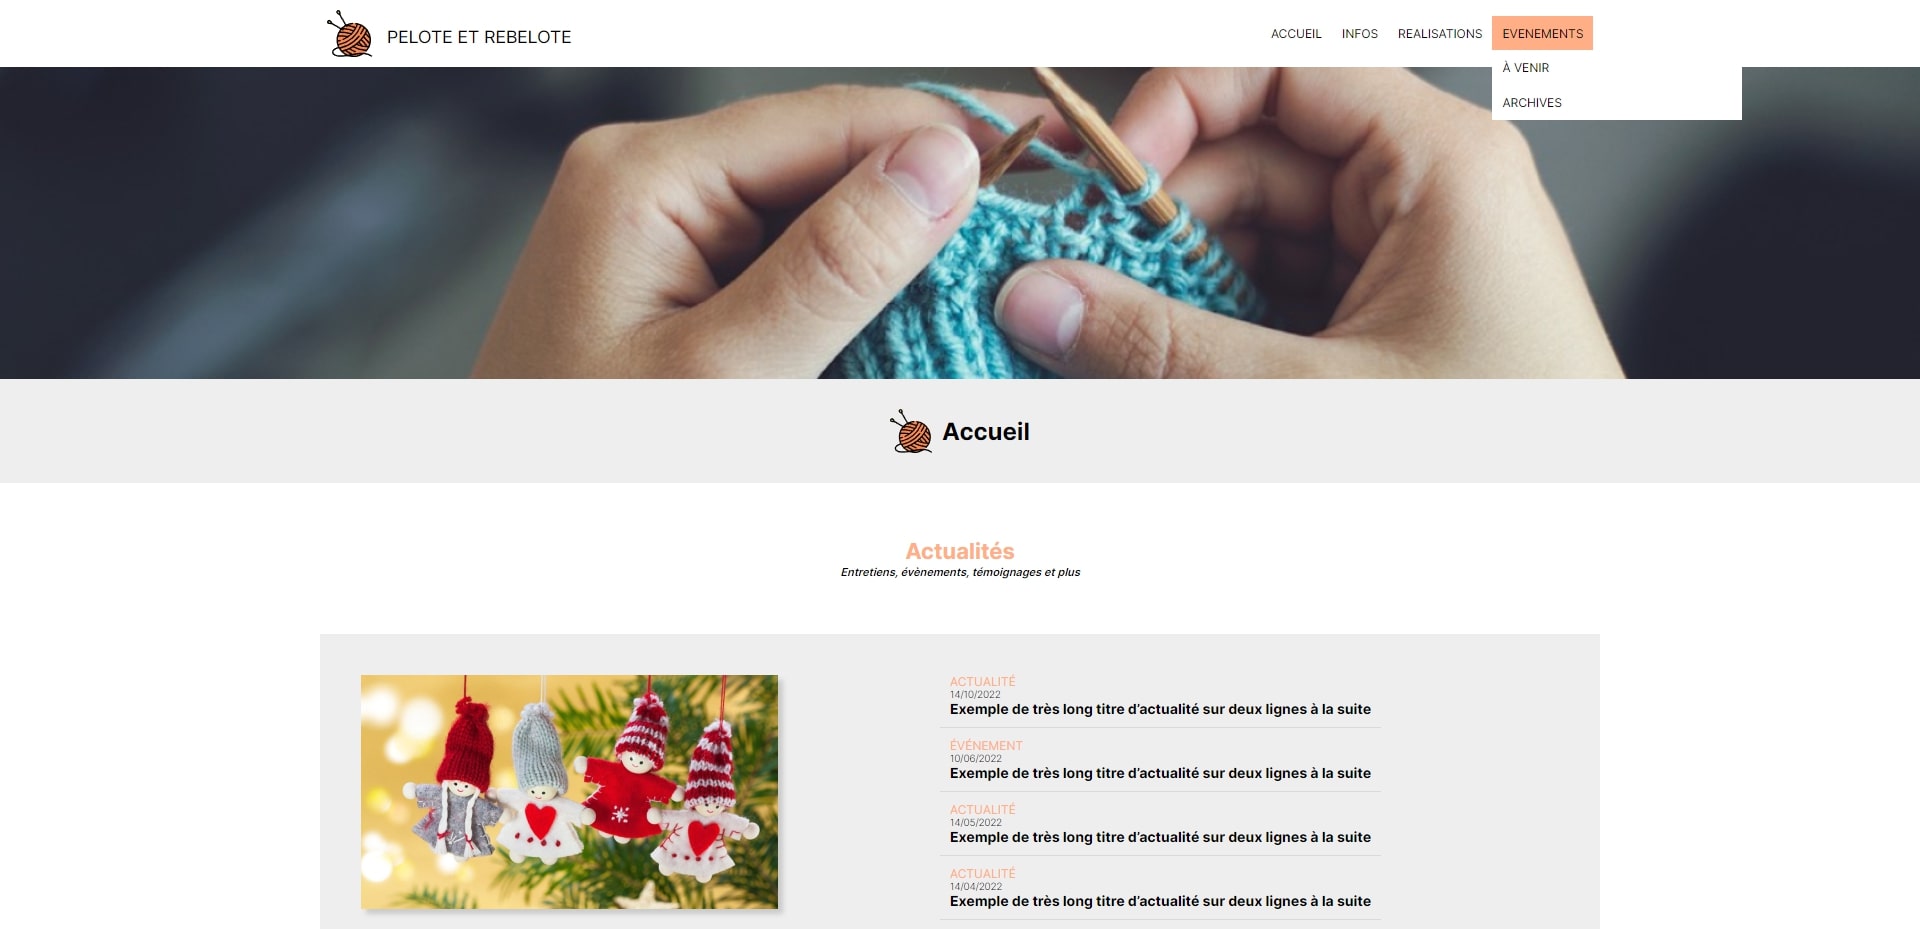 PELOTE ET REBELOTE
ACCUEIL INFOS REALISATIONS EVENEMENTS
À VENIR
ARCHIVES
Accueil
Actualités
Entretiens, évènements, témoignages et plus
ACTUALITÉ
14/10/2022
Exemple de très long titre d'actualité sur deux lignes à la suite
ÉVÉNEMENT
10/06/2022
Exemple de très long titre d'actualité sur deux lignes à la suite
ACTUALITÉ
14/05/2022
Exemple de très long titre d'actualité sur deux lignes à la suite
ACTUALITÉ
14/04/2022
Exemple de très long titre d'actualité sur deux lignes à la suite